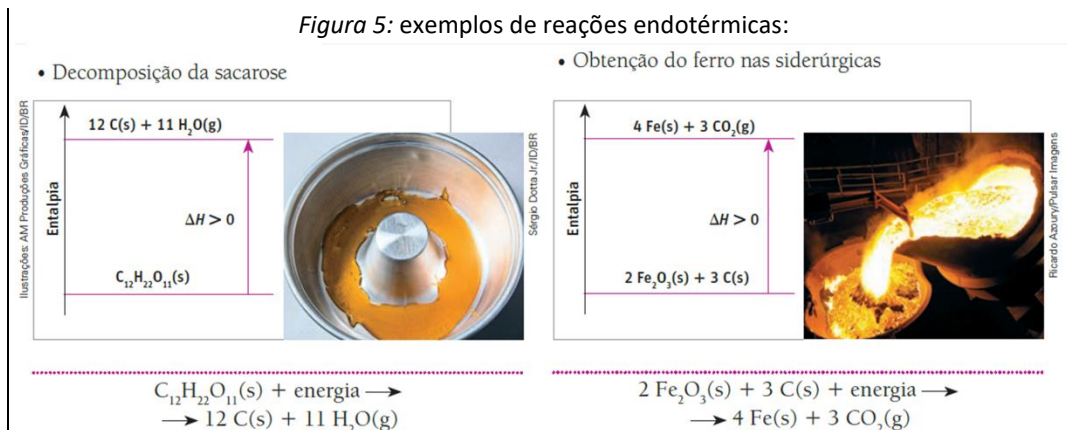 Figura 5: exemplos de reações endotérmicas:
• Decomposição da sacarose
Ilustrações: AM Produções Gráficas/ID/BR
Entalpia
12 C(s) + 11 H₂O(g)
ΔH > 0
C₁₂H₂₂O₁₁(s)
Sérgio Dotta Jr./ID/BR
C₁₂H₂₂O₁₁(s) + energia ⟶
⟶ 12 C(s) + 11 H₂O(g)
• Obtenção do ferro nas siderúrgicas
Entalpia
4 Fe(s) + 3 CO₂(g)
ΔH > 0
2 Fe₂O₃(s) + 3 C(s)
Ricardo Azoury/Pulsar Imagens
2 Fe₂O₃(s) + 3 C(s) + energia ⟶
⟶ 4 Fe(s) + 3 CO₂(g)